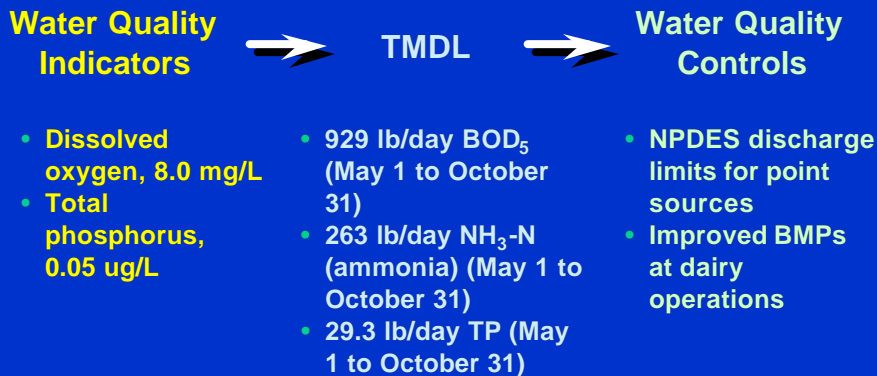 Water Quality
Indicators
TMDL
Water Quality
Controls
• Dissolved
oxygen, 8.0 mg/L
• Total
phosphorus,
0.05 ug/L
• 929 lb/day BOD₅
(May 1 to October
31)
• 263 lb/day NH₃-N
(ammonia) (May 1 to
October 31)
• 29.3 lb/day TP (May
1 to October 31)
• NPDES discharge
limits for point
sources
• Improved BMPs
at dairy
operations